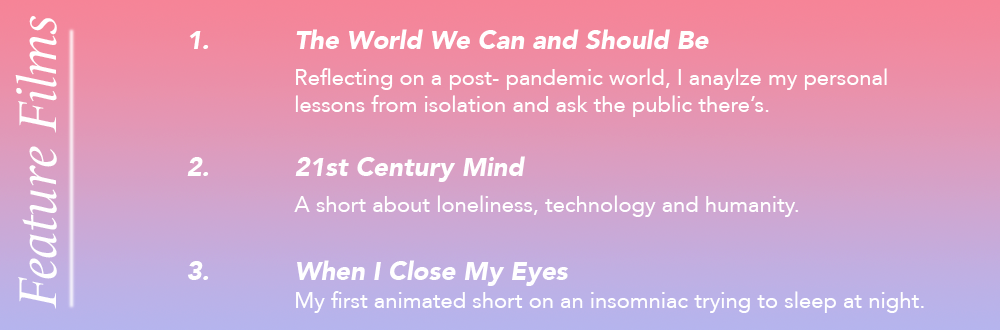 Feature Films
1. The World We Can and Should Be
Reflecting on a post- pandemic world, I anaylze my personal
lessons from isolation and ask the public there's.
2. 21st Century Mind
A short about loneliness, technology and humanity.
3. When I Close My Eyes
My first animated short on an insomniac trying to sleep at night.